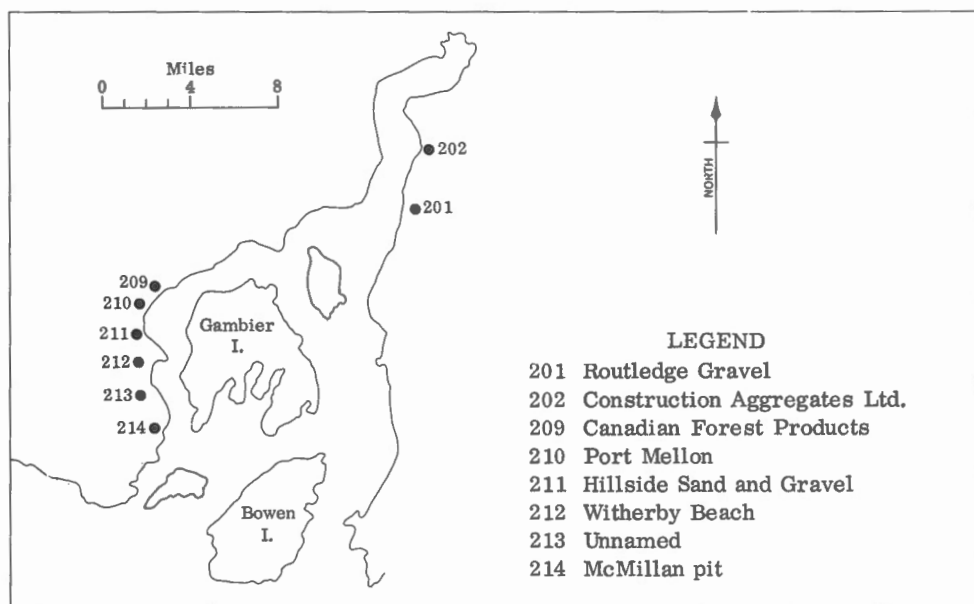 Miles
0 4 8
202
201
NORTH
209
210
211
212
213
214
Gambier
I.
Bowen
I.
LEGEND
201 Routledge Gravel
202 Construction Aggregates Ltd.
209 Canadian Forest Products
210 Port Mellon
211 Hillside Sand and Gravel
212 Witherby Beach
213 Unnamed
214 McMillan pit